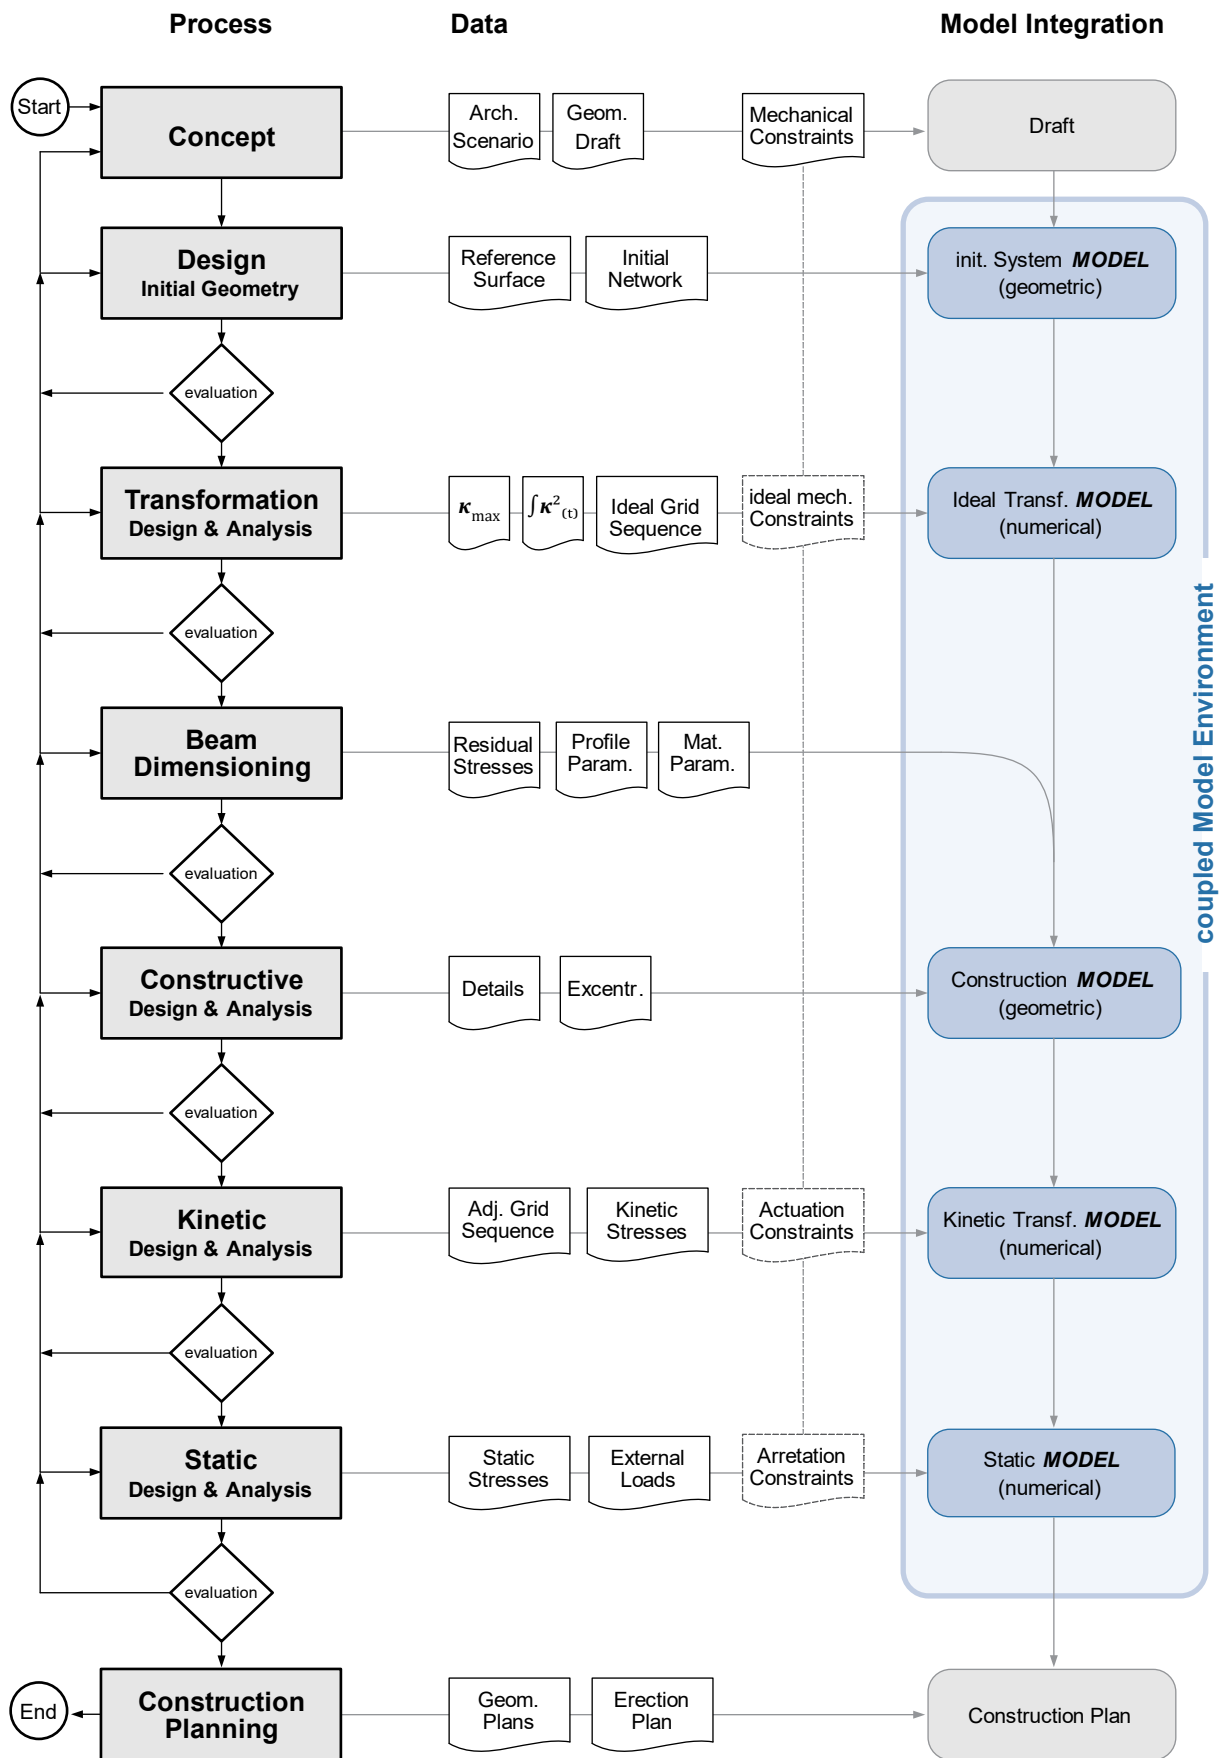 Process
Data
Model Integration
Start
Concept
Arch.
Scenario
Geom.
Draft
Mechanical
Constraints
Draft
Design
Initial Geometry
Reference
Surface
Initial
Network
init. System MODEL
(geometric)
evaluation
Transformation
Design & Analysis
κmax
∫κ²(t)
Ideal Grid
Sequence
ideal mech.
Constraints
Ideal Transf. MODEL
(numerical)
evaluation
coupled Model Environment
Beam
Dimensioning
Residual
Stresses
Profile
Param.
Mat.
Param.
evaluation
Constructive
Design & Analysis
Details
Excentr.
Construction MODEL
(geometric)
evaluation
Kinetic
Design & Analysis
Adj. Grid
Sequence
Kinetic
Stresses
Actuation
Constraints
Kinetic Transf. MODEL
(numerical)
evaluation
Static
Design & Analysis
Static
Stresses
External
Loads
Arretation
Constraints
Static MODEL
(numerical)
evaluation
End
Construction
Planning
Geom.
Plans
Erection
Plan
Construction Plan